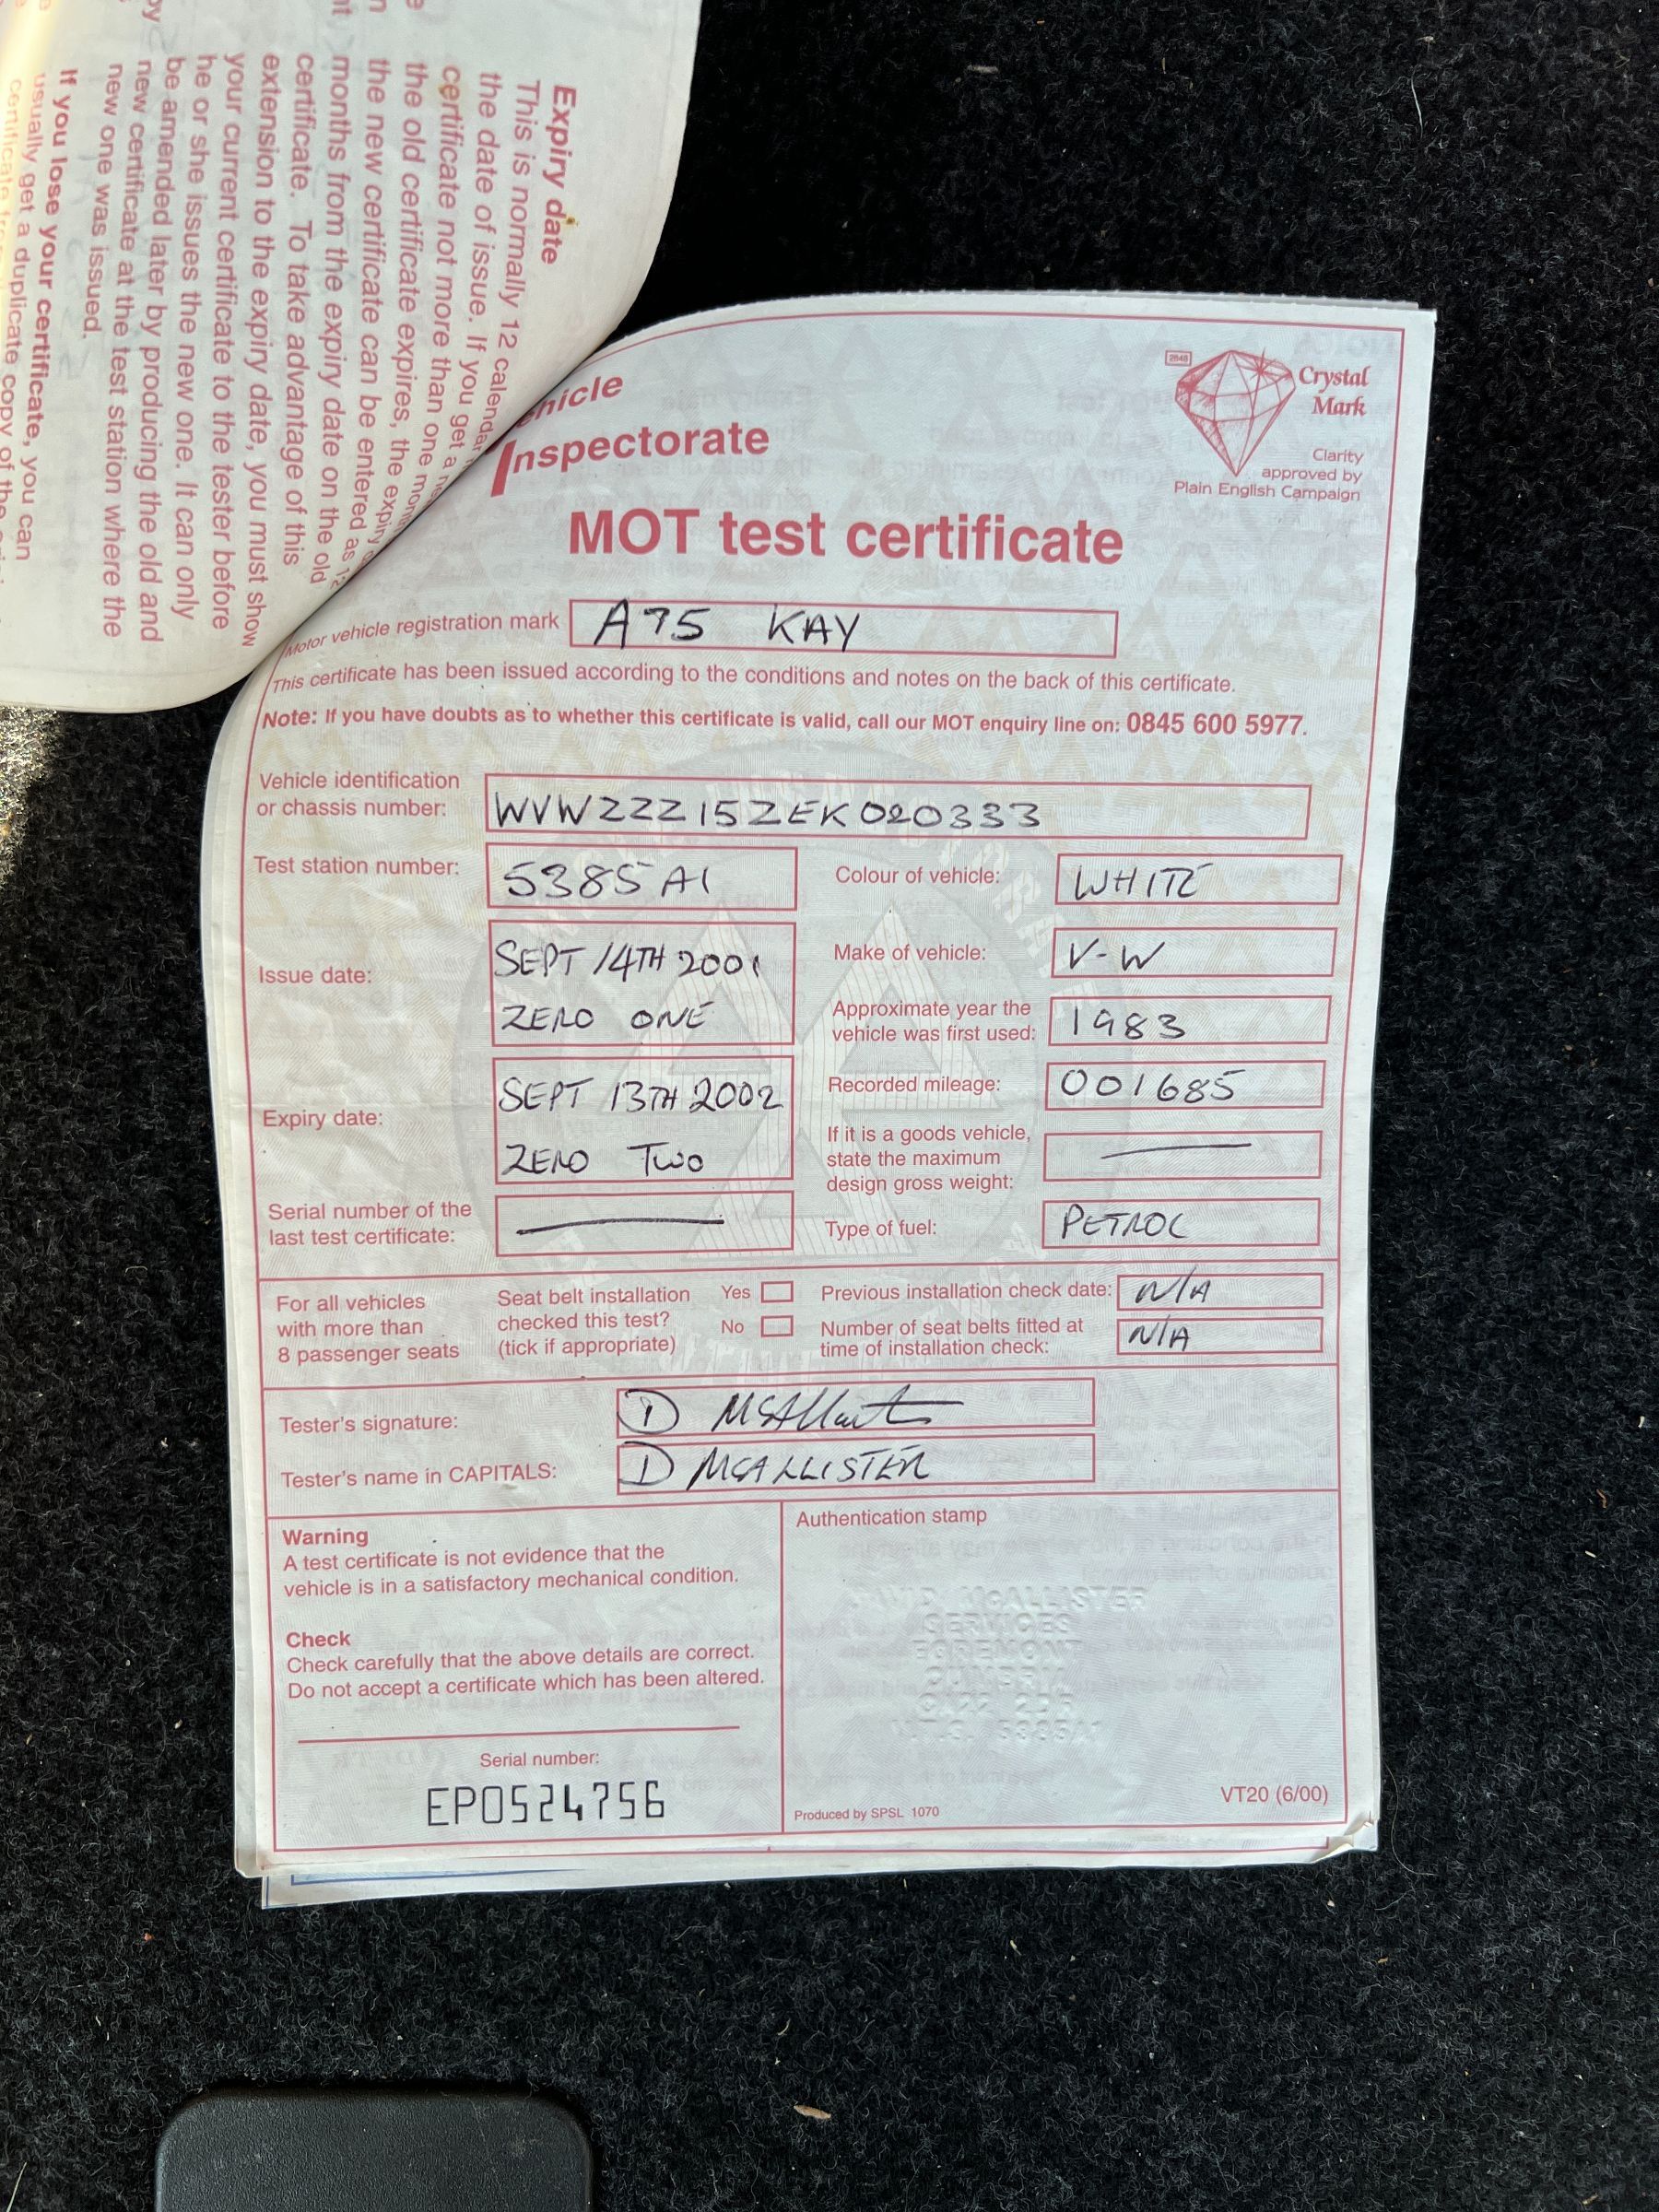 Expiry date
This is normally 12 calendar
the date of issue. If you get a
certificate not more than one
the old certificate expires, the expiry
the new certificate can be entered as
months from the expiry date on the old
certificate. To take advantage of this
extension to the expiry date, you must show
your current certificate to the tester before
he or she issues the new one. It can only
be amended later by producing the old and
new certificate at the test station where the
new one was issued.
If you lose your certificate, you can
usually get a duplicate copy of the
Inspectorate
2848
Crystal
Mark
Clarity
approved by
Plain English Campaign
MOT test certificate
Motor vehicle registration mark A75 KAY
This certificate has been issued according to the conditions and notes on the back of this certificate.
Note: If you have doubts as to whether this certificate is valid, call our MOT enquiry line on: 0845 600 5977.
Vehicle identification
or chassis number: WVWZZZ15ZEK020333
Test station number: 5385A1
Colour of vehicle: WHITE
Issue date: SEPT 14TH 2001
ZERO ONE
Make of vehicle: V-W
Approximate year the
vehicle was first used: 1983
Expiry date: SEPT 13TH 2002
ZERO TWO
Recorded mileage: 001685
If it is a goods vehicle,
state the maximum
design gross weight:
Serial number of the
last test certificate:
Type of fuel: PETROL
For all vehicles
with more than
8 passenger seats
Seat belt installation
checked this test?
(tick if appropriate)
Yes
No
Previous installation check date: N/A
Number of seat belts fitted at
time of installation check: N/A
Tester's signature: D McAllister
Tester's name in CAPITALS: D McALLISTER
Warning
A test certificate is not evidence that the
vehicle is in a satisfactory mechanical condition.
Check
Check carefully that the above details are correct.
Do not accept a certificate which has been altered.
Serial number:
EP0524756
Authentication stamp
McALLISTER
SERVICES
EGREMONT
CUMBRIA
Produced by SPSL 1070
VT20 (6/00)